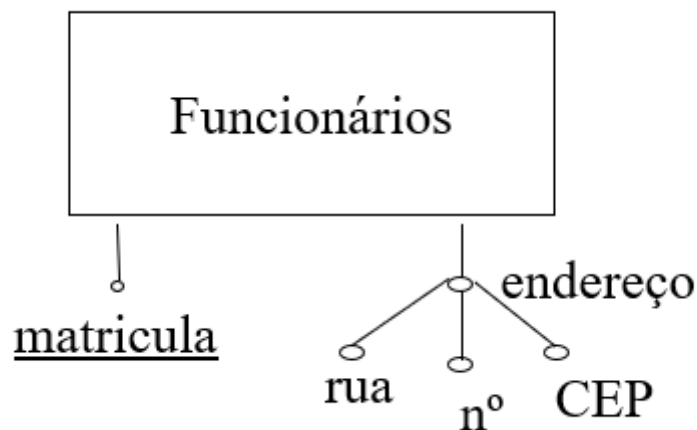 Funcionários
endereço
matricula
rua
nº
CEP